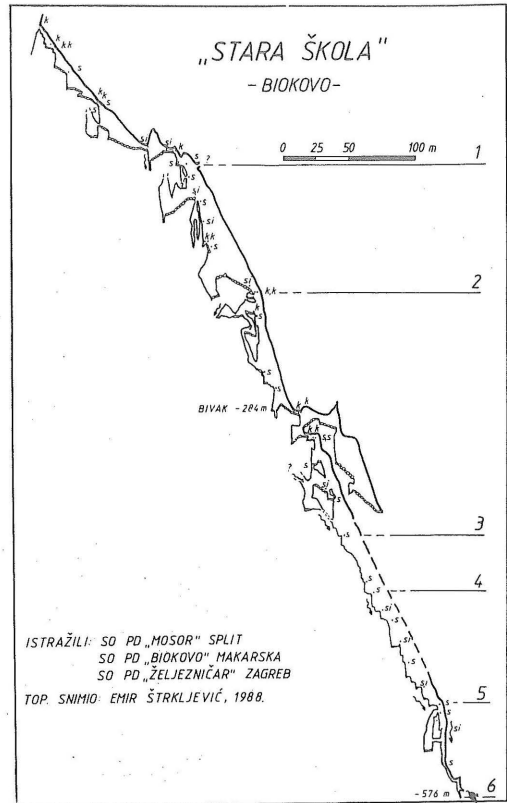 „STARA ŠKOLA"
- BIOKOVO -
0 25 50 100 m
1
2
BIVAK -284 m
3
4
ISTRAŽILI: SO PD „MOSOR" SPLIT
SO PD „BIOKOVO" MAKARSKA
SO PD „ŽELJEZNIČAR" ZAGREB
TOP. SNIMIO: EMIR ŠTRKLJEVIĆ, 1988.
5
-576 m
6